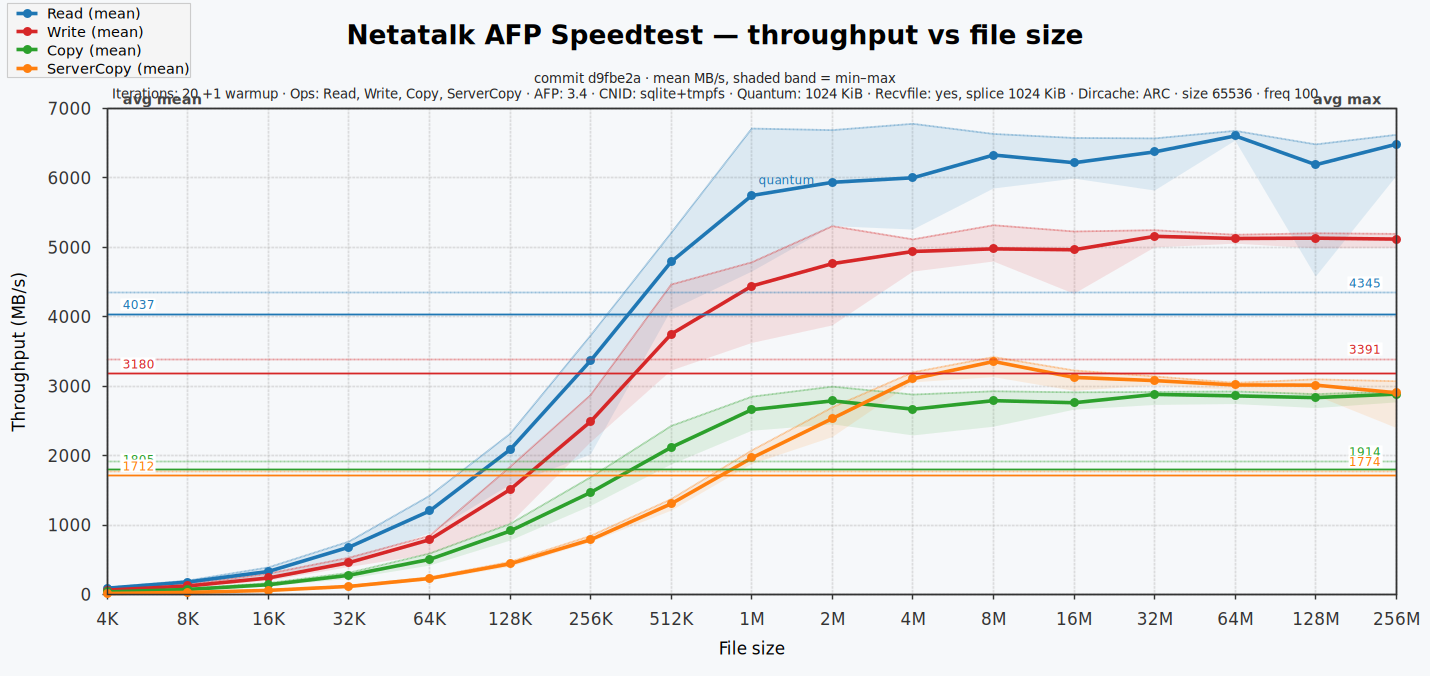 Read (mean)
Write (mean)
Copy (mean)
ServerCopy (mean)
Netatalk AFP Speedtest — throughput vs file size
commit d9fbe2a · mean MB/s, shaded band = min–max
Iterations: 20 +1 warmup · Ops: Read, Write, Copy, ServerCopy · AFP: 3.4 · CNID: sqlite+tmpfs · Quantum: 1024 KiB · Recvfile: yes, splice 1024 KiB · Dircache: ARC · size 65536 · freq 100
avg mean
avg max
7000
6000
5000
4000
3000
2000
1000
0
Throughput (MB/s)
quantum
4037
4345
3180
3391
1805
1914
1712
1774
4K 8K 16K 32K 64K 128K 256K 512K 1M 2M 4M 8M 16M 32M 64M 128M 256M
File size